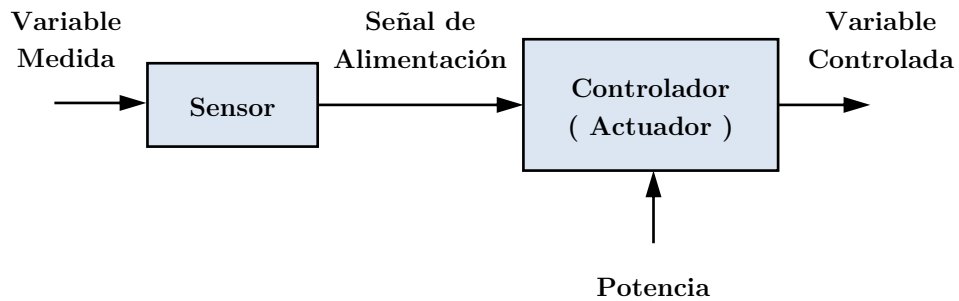 Variable
Medida
Señal de
Alimentación
Variable
Controlada
Sensor
Controlador
( Actuador )
Potencia